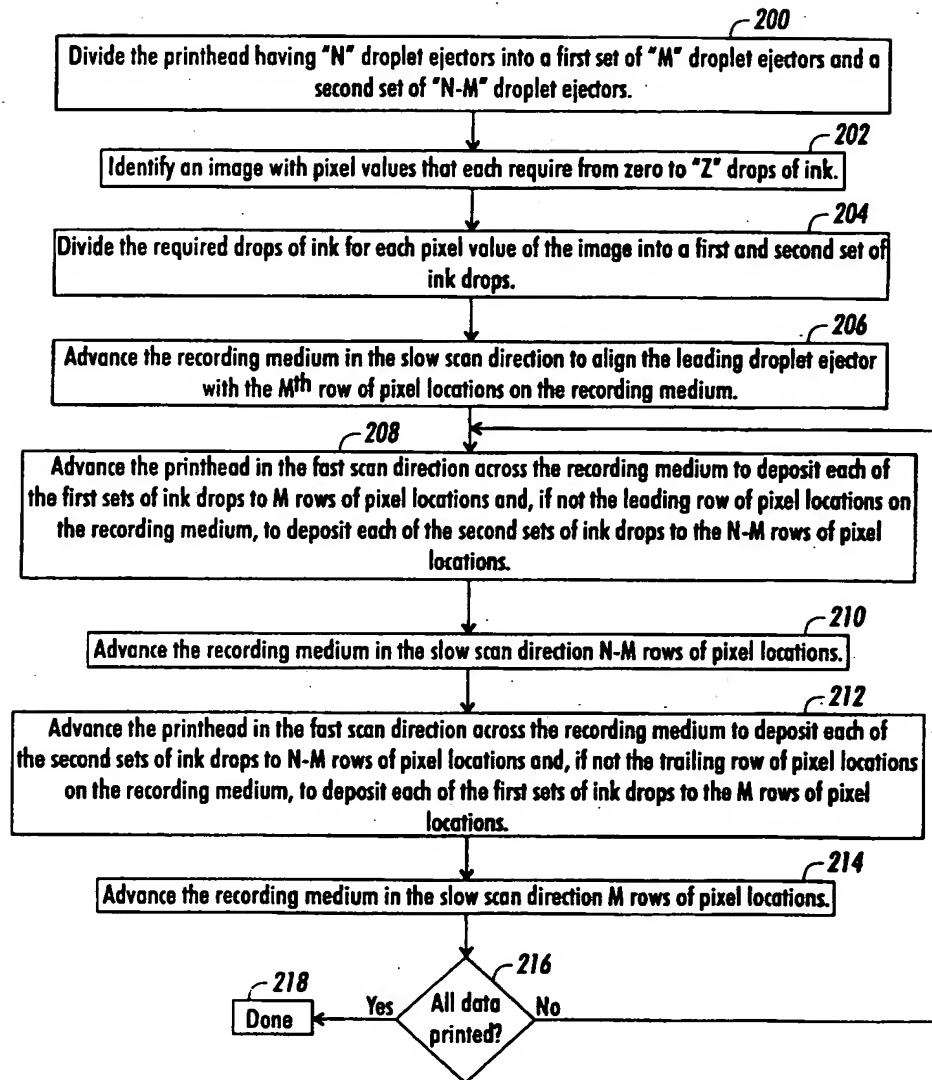 200
Divide the printhead having "N" droplet ejectors into a first set of "M" droplet ejectors and a
second set of "N-M" droplet ejectors.
202
Identify an image with pixel values that each require from zero to "Z" drops of ink.
204
Divide the required drops of ink for each pixel value of the image into a first and second set of
ink drops.
206
Advance the recording medium in the slow scan direction to align the leading droplet ejector
with the Mth row of pixel locations on the recording medium.
208
Advance the printhead in the fast scan direction across the recording medium to deposit each of
the first sets of ink drops to M rows of pixel locations and, if not the leading row of pixel locations on
the recording medium, to deposit each of the second sets of ink drops to the N-M rows of pixel
locations.
210
Advance the recording medium in the slow scan direction N-M rows of pixel locations.
212
Advance the printhead in the fast scan direction across the recording medium to deposit each of
the second sets of ink drops to N-M rows of pixel locations and, if not the trailing row of pixel locations
on the recording medium, to deposit each of the first sets of ink drops to the M rows of pixel
locations.
214
Advance the recording medium in the slow scan direction M rows of pixel locations.
216
218
Yes
All data
No
Done
printed?